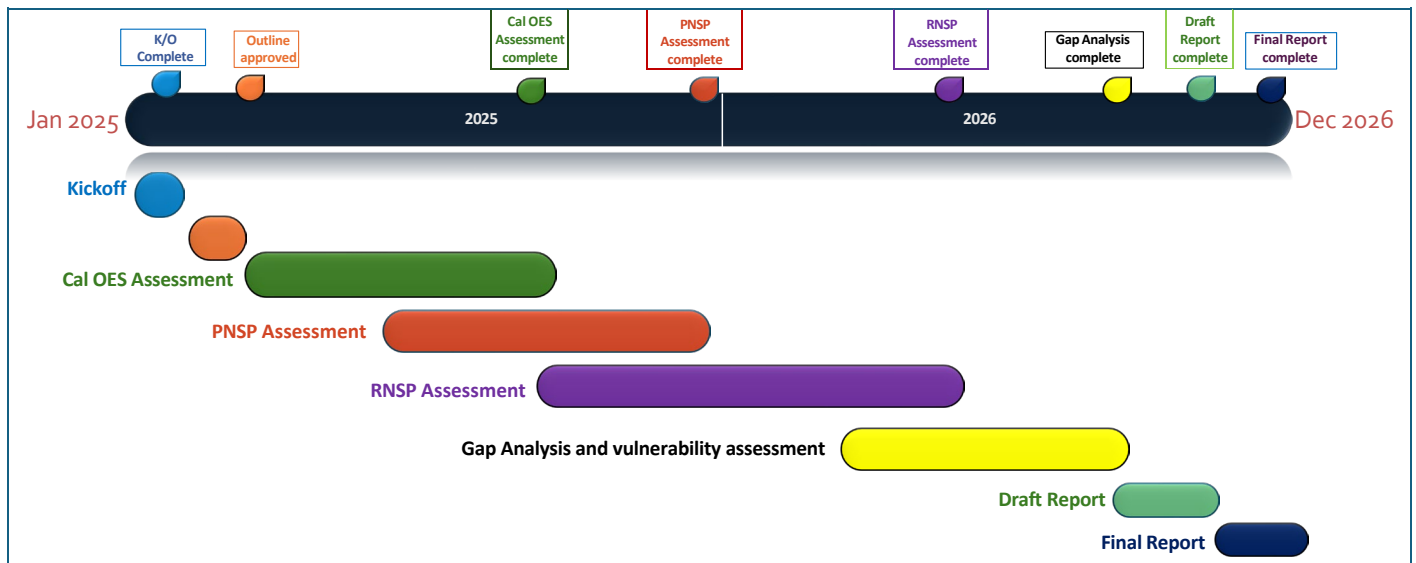 K/O
Complete
Outline
approved
Cal OES
Assessment
complete
PNSP
Assessment
complete
RNSP
Assessment
complete
Gap Analysis
complete
Draft
Report
complete
Final Report
complete
Jan 2025
2025
2026
Dec 2026
Kickoff
Cal OES Assessment
PNSP Assessment
RNSP Assessment
Gap Analysis and vulnerability assessment
Draft Report
Final Report